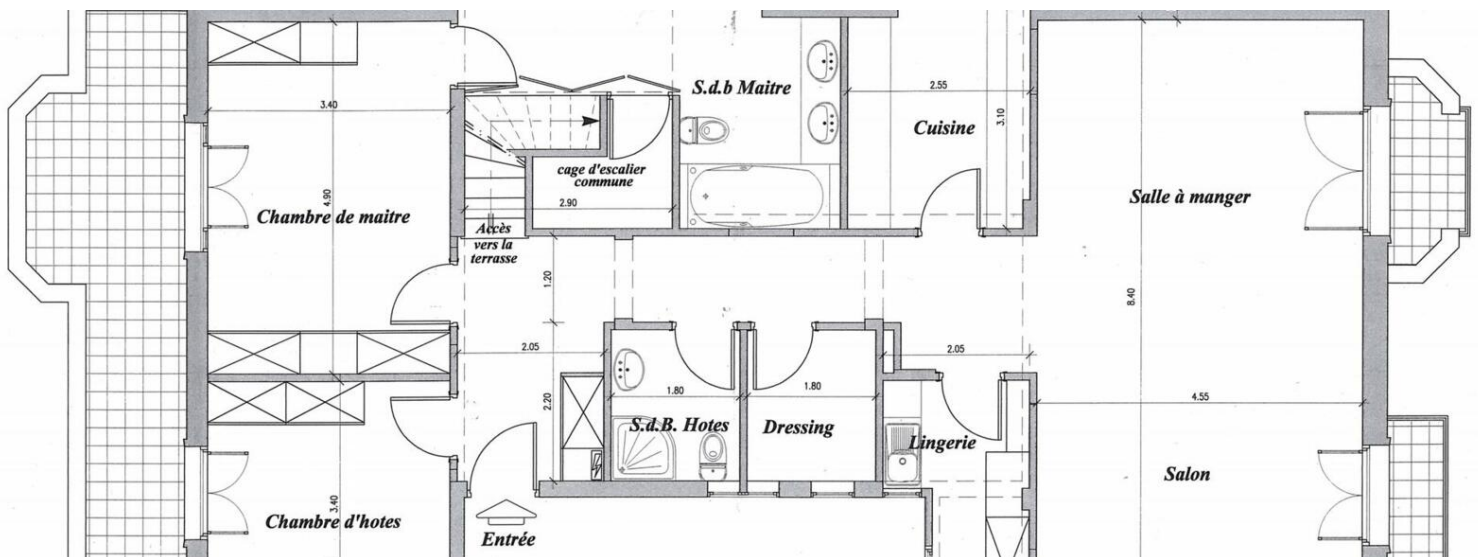 S.d.b Maitre
2.55
3.40
3.10
Cuisine
cage d'escalier
commune
4.90
2.90
Chambre de maitre
Salle à manger
Accès
vers la
terrasse
1.20
8.40
2.05
2.05
1.80
1.80
2.20
4.55
S.d.B. Hotes
Dressing
Lingerie
Salon
3.40
Chambre d'hotes
Entrée